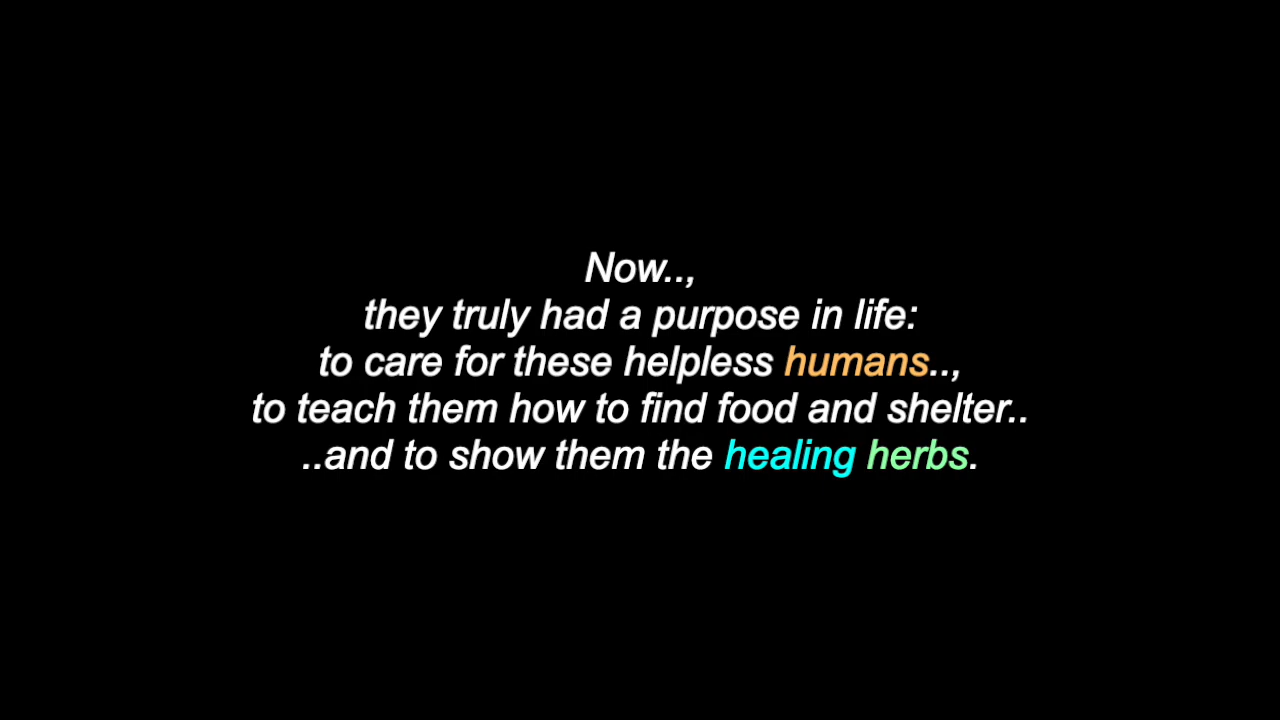 Now..,
they truly had a purpose in life:
to care for these helpless humans..,
to teach them how to find food and shelter..
..and to show them the healing herbs.